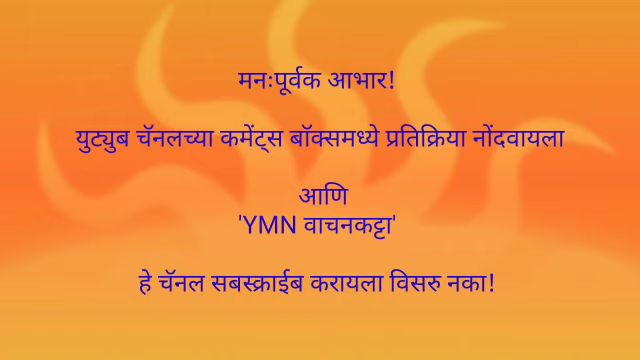 मनःपूर्वक आभार!
युट्युब चॅनलच्या कमेंट्स बॉक्समध्ये प्रतिक्रिया नोंदवायला
आणि
'YMN वाचनकट्टा'
हे चॅनल सबस्क्राईब करायला विसरु नका!